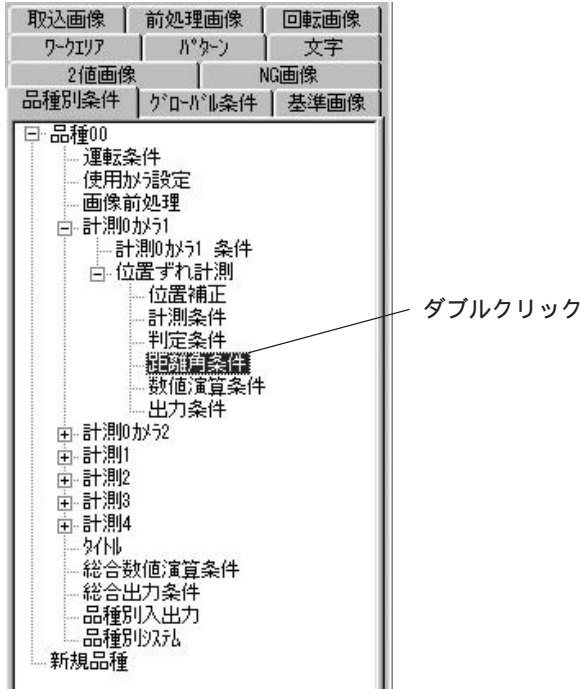 取込画像 前処理画像 回転画像
ﾜｰｸｴﾘｱ ﾊﾟﾀｰﾝ 文字
2値画像 NG画像
品種別条件 ｸﾞﾛｰﾊﾞﾙ条件 基準画像
品種00
運転条件
使用ｶﾒﾗ設定
画像前処理
計測0ｶﾒﾗ1
計測0ｶﾒﾗ1 条件
位置ずれ計測
位置補正
計測条件
判定条件
距離角条件
ダブルクリック
数値演算条件
出力条件
計測0ｶﾒﾗ2
計測1
計測2
計測3
計測4
ﾀｲﾄﾙ
総合数値演算条件
総合出力条件
品種別入出力
品種別ｼｽﾃﾑ
新規品種